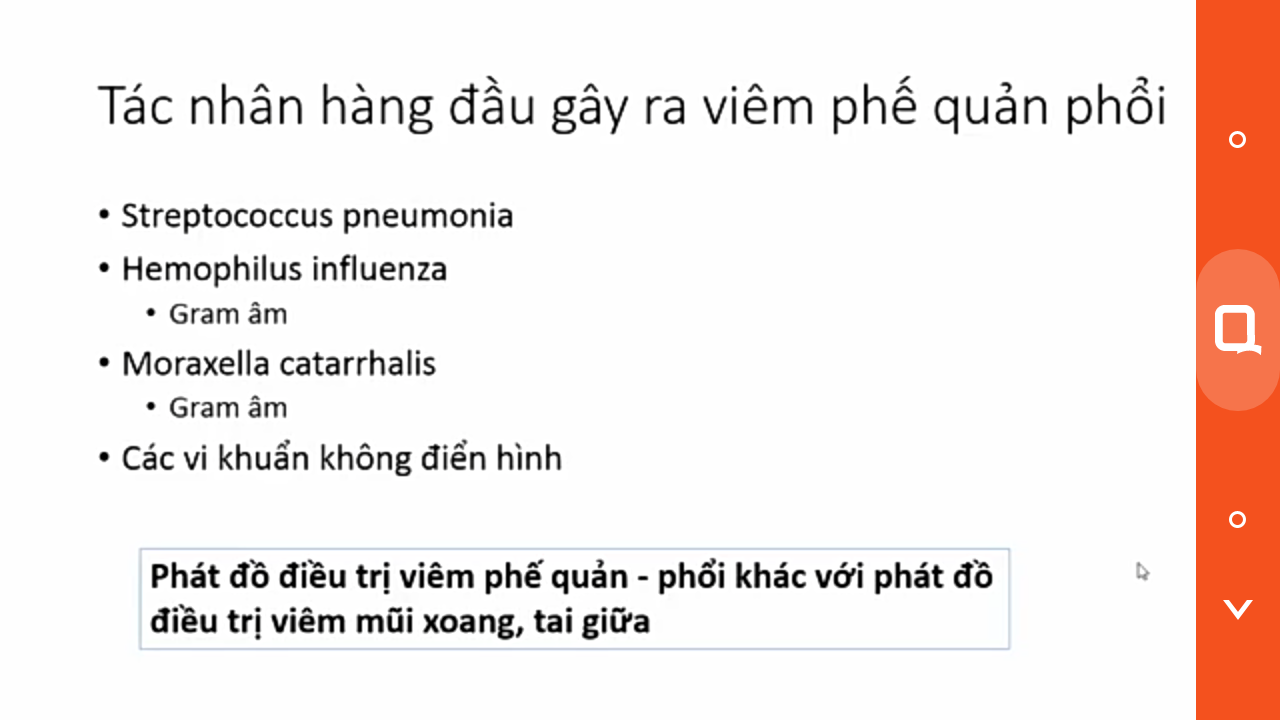 Tác nhân hàng đầu gây ra viêm phế quản phổi
• Streptococcus pneumonia
• Hemophilus influenza
• Gram âm
• Moraxella catarrhalis
• Gram âm
• Các vi khuẩn không điển hình
Phát đồ điều trị viêm phế quản - phổi khác với phát đồ
điều trị viêm mũi xoang, tai giữa